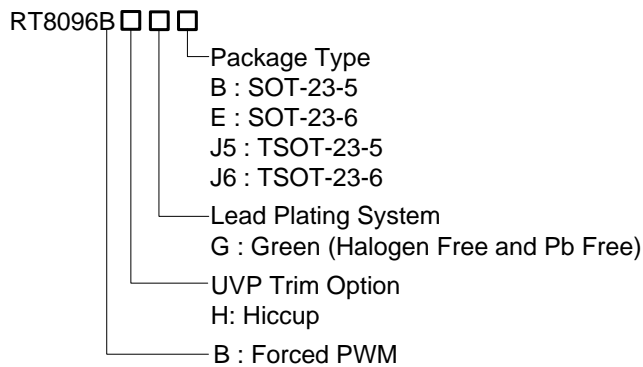 RT8096B
Package Type
B : SOT-23-5
E : SOT-23-6
J5 : TSOT-23-5
J6 : TSOT-23-6
Lead Plating System
G : Green (Halogen Free and Pb Free)
UVP Trim Option
H: Hiccup
B : Forced PWM